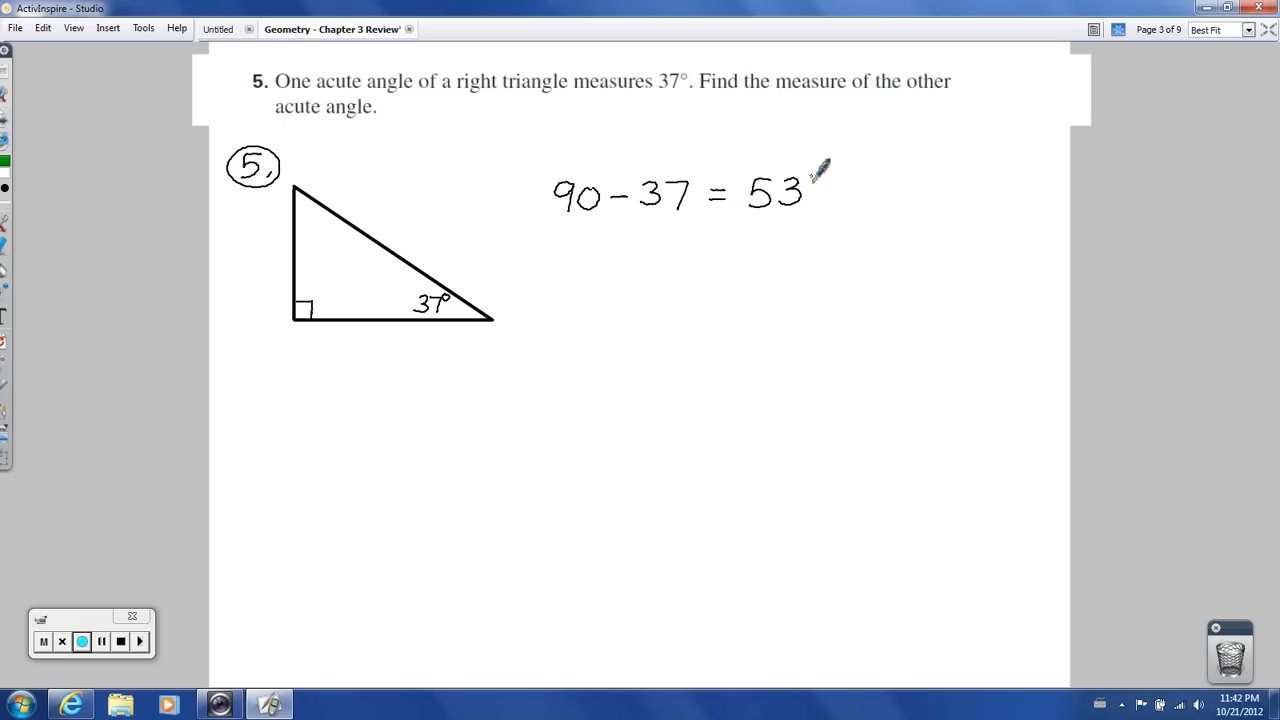 ActivInspire - Studio
File Edit View Insert Tools Help Untitled Geometry - Chapter 3 Review* Page 3 of 9 Best Fit
5. One acute angle of a right triangle measures 37°. Find the measure of the other
acute angle.
5,
90 - 37 = 53
37°
M
11:42 PM
10/21/2012